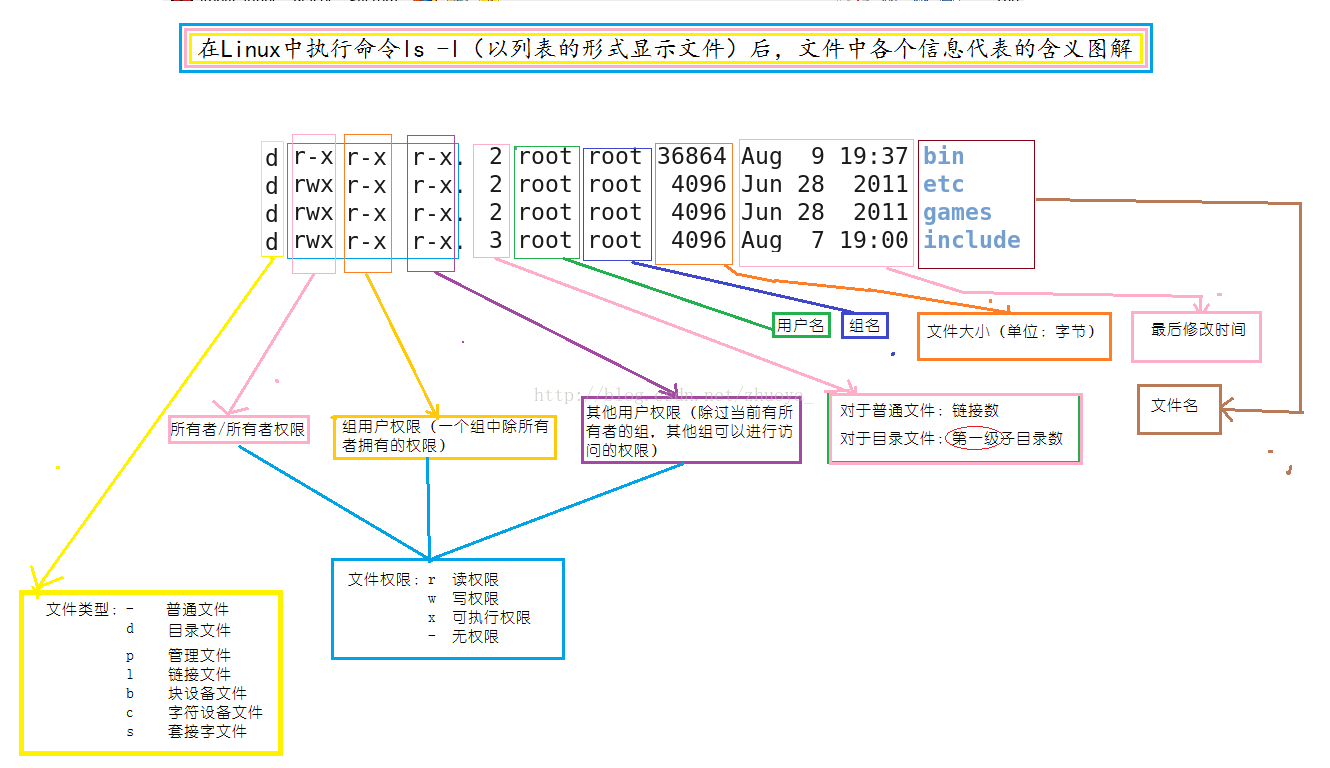 在Linux中执行命令ls -l（以列表的形式显示文件）后，文件中各个信息代表的含义图解
d r-x r-x r-x. 2 root root 36864 Aug 9 19:37 bin
d rwx r-x r-x. 2 root root 4096 Jun 28 2011 etc
d rwx r-x r-x. 2 root root 4096 Jun 28 2011 games
d rwx r-x r-x. 3 root root 4096 Aug 7 19:00 include
用户名
组名
文件大小（单位：字节）
最后修改时间
http://blog.csdn.net/zhuoya_
所有者/所有者权限
组用户权限（一个组中除所有
者拥有的权限）
其他用户权限（除过当前有所
有者的组，其他组可以进行访
问的权限）
对于普通文件：链接数
对于目录文件：第一级子目录数
文件名
文件权限：r 读权限
w 写权限
x 可执行权限
- 无权限
文件类型：- 普通文件
d 目录文件
p 管理文件
l 链接文件
b 块设备文件
c 字符设备文件
s 套接字文件